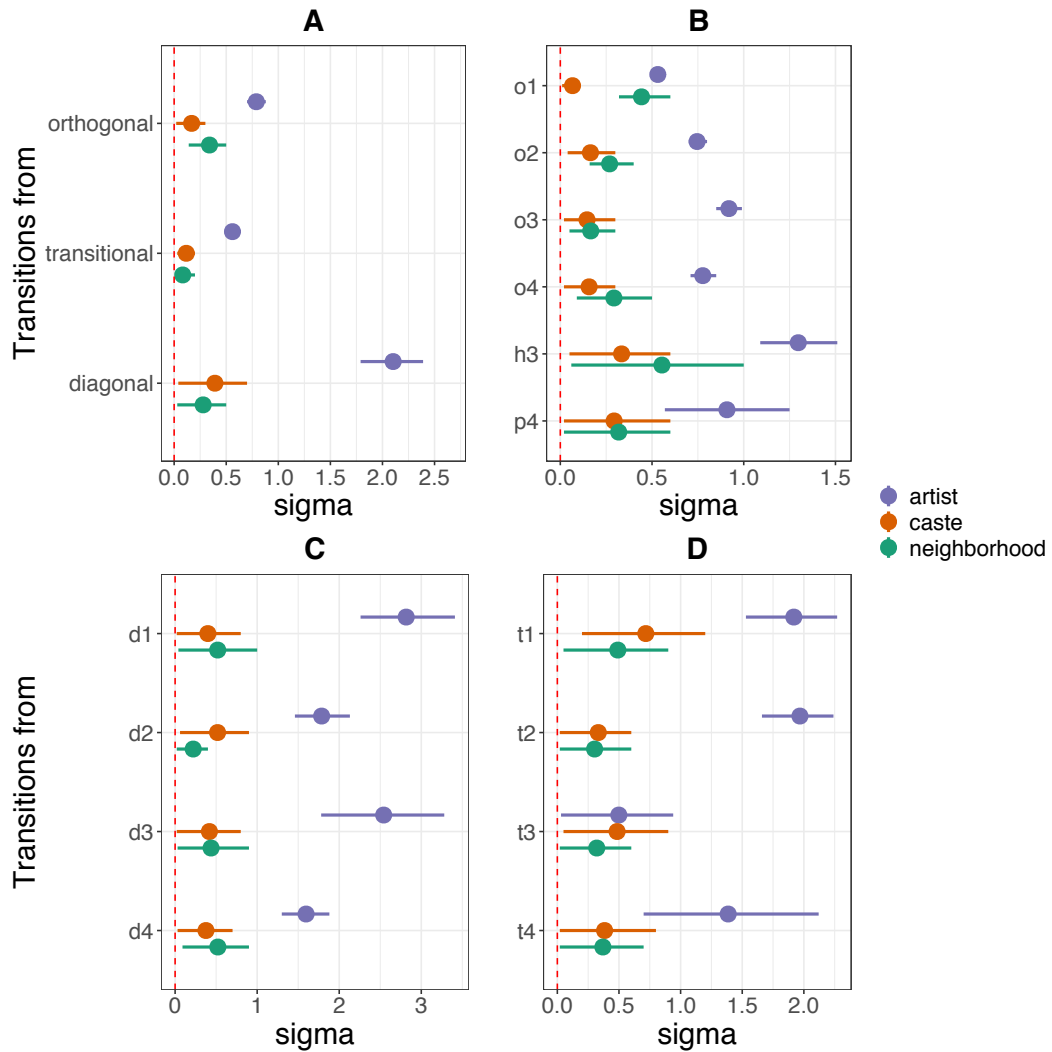 A
Transitions from
orthogonal
transitional
diagonal
0.0 0.5 1.0 1.5 2.0 2.5
sigma
B
o1
o2
o3
o4
h3
p4
0.0 0.5 1.0 1.5
sigma
artist
caste
neighborhood
C
Transitions from
d1
d2
d3
d4
0 1 2 3
sigma
D
t1
t2
t3
t4
0.0 0.5 1.0 1.5 2.0
sigma